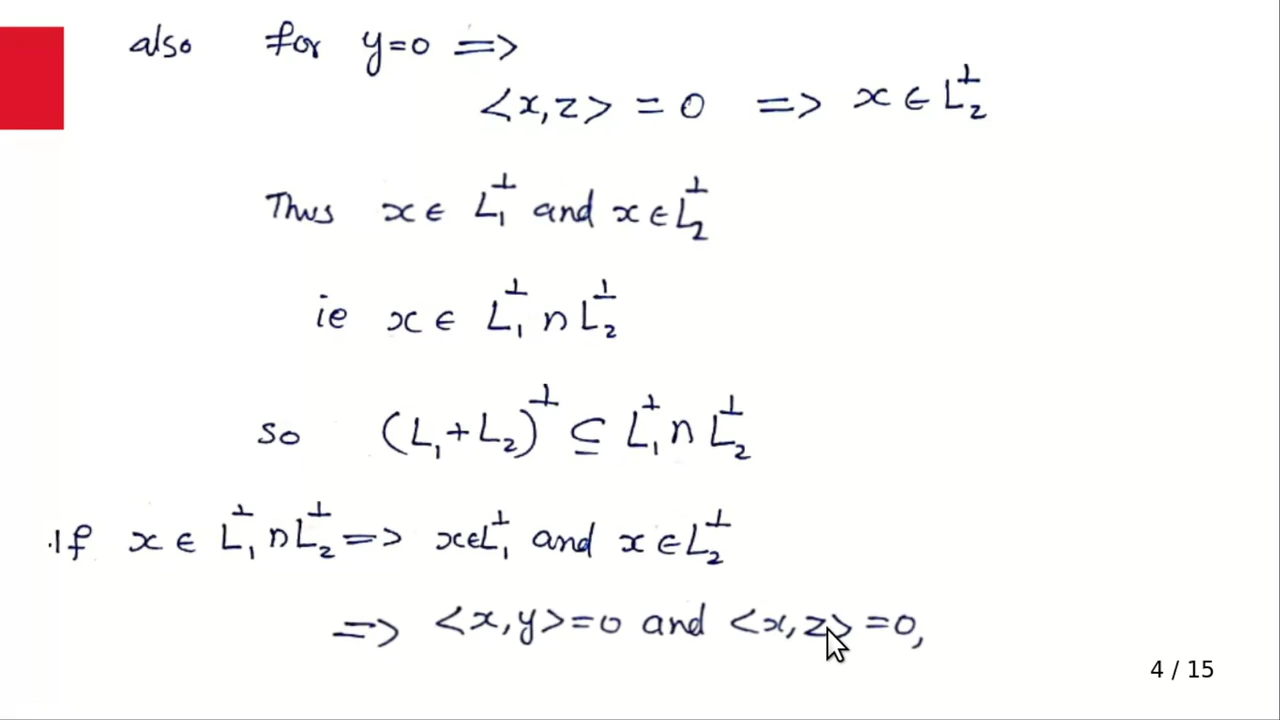 also for y=0 =>
<x,z> = 0 => x ∈ L₂^⊥
Thus x ∈ L₁^⊥ and x ∈ L₂^⊥
ie x ∈ L₁^⊥ ∩ L₂^⊥
so (L₁+L₂)^⊥ ⊆ L₁^⊥ ∩ L₂^⊥
.If x ∈ L₁^⊥ ∩ L₂^⊥ => x∈L₁^⊥ and x ∈ L₂^⊥
=> <x,y>=0 and <x,z> =0,
4 / 15